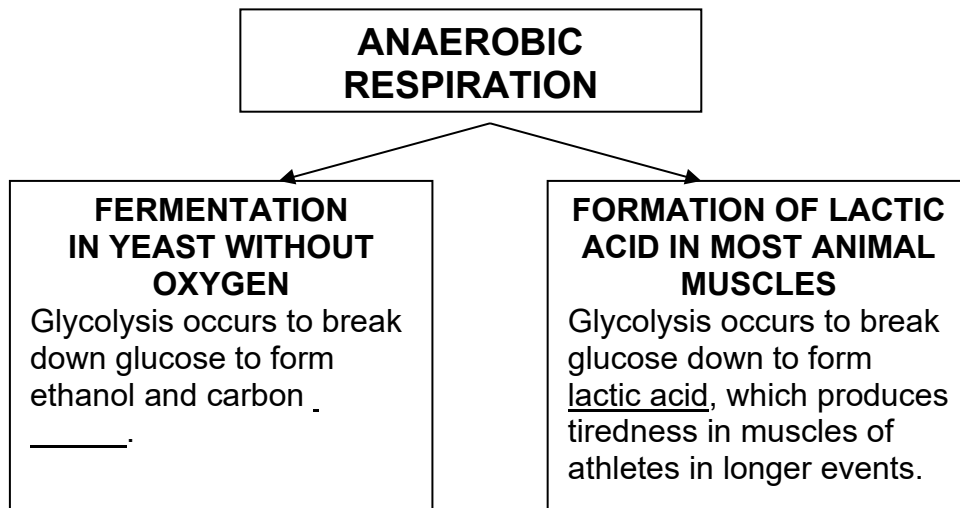 ANAEROBIC
RESPIRATION
FERMENTATION
IN YEAST WITHOUT
OXYGEN
Glycolysis occurs to break
down glucose to form
ethanol and carbon _
______.
FORMATION OF LACTIC
ACID IN MOST ANIMAL
MUSCLES
Glycolysis occurs to break
glucose down to form
lactic acid, which produces
tiredness in muscles of
athletes in longer events.